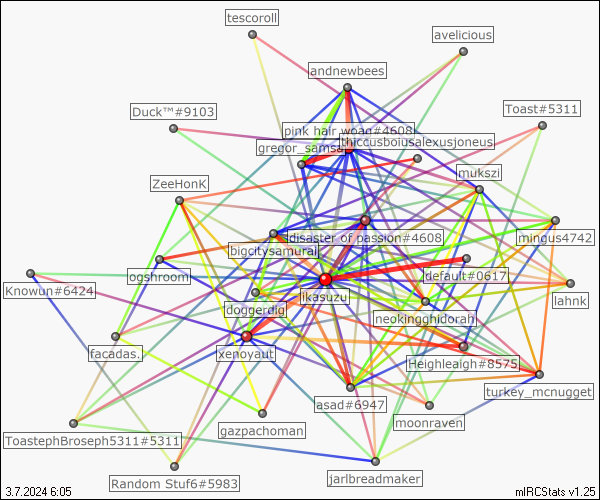 tescoroll
avelicious
andnewbees
Duck™#9103
Toast#5311
pink hair woag#4608
thiccusboiusalexusjoneus
gregor_samsa
mukszi
ZeeHonK
disaster of passion#4608
mingus4742
bigcitysamurai
ogshroom
default#0617
Knowun#6424
likasuzu
lahnk
doggerdig
neokingghidorah
facadas.
xenoyaut
Heighleaigh#8575
turkey_mcnugget
asad#6947
moonraven
gazpachoman
ToastephBroseph5311#5311
jarlbreadmaker
Random Stuf6#5983
3.7.2024 6:05
mIRCStats v1.25